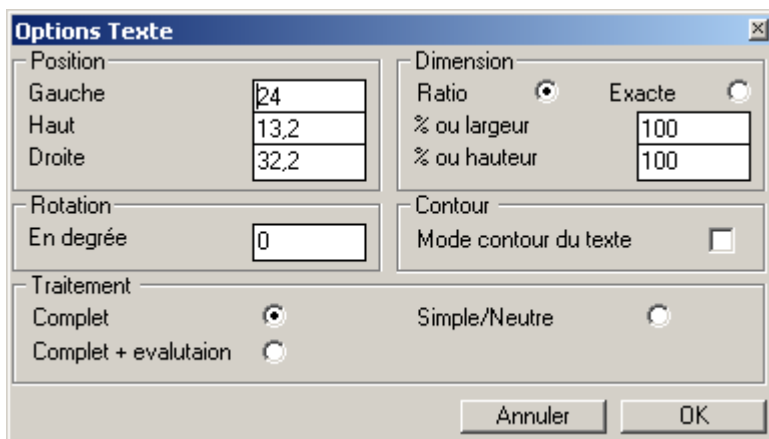 Options Texte
Position
Gauche 24
Haut 13,2
Droite 32,2
Dimension
Ratio Exacte
% ou largeur 100
% ou hauteur 100
Rotation
En degrée 0
Contour
Mode contour du texte
Traitement
Complet Simple/Neutre
Complet + evalutaion
Annuler OK